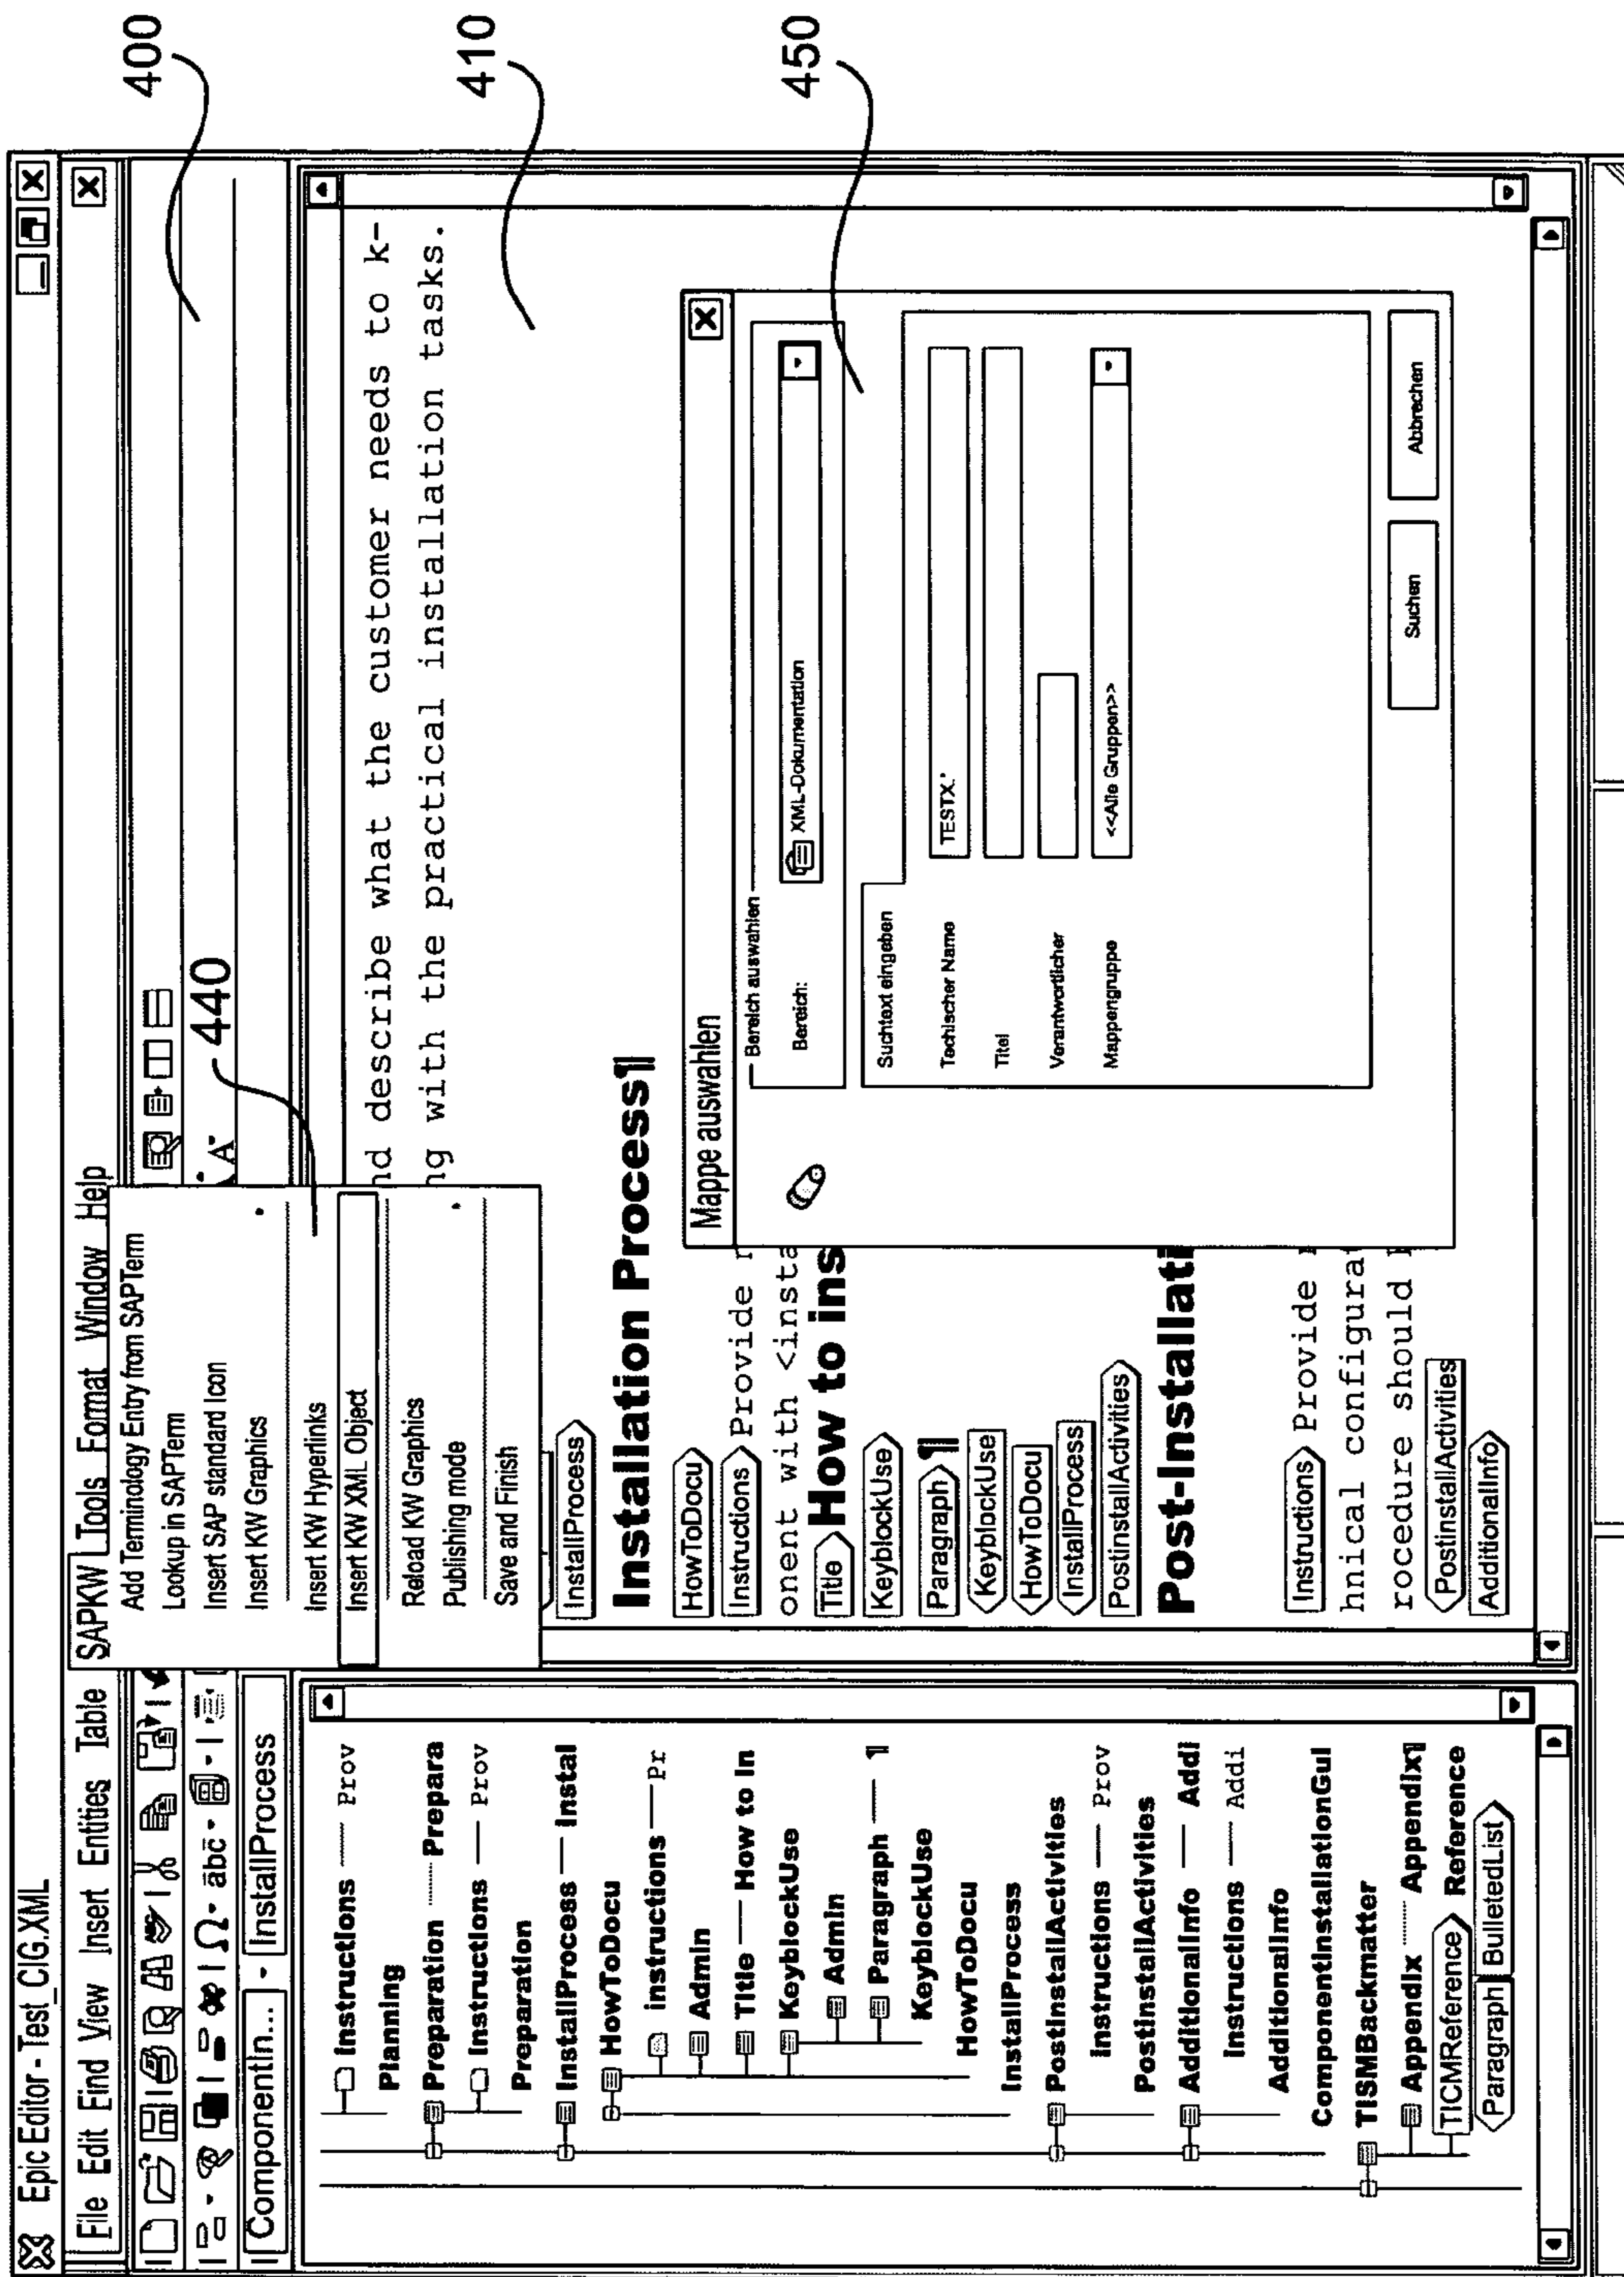 400
410
450
440
Epic Editor - Test_CIG.XML
File Edit Find View Insert Entities Table SAPKW Tools Format Window Help
ābc
A
ComponentIn... - InstallProcess
Add Terminology Entry from SAPTerm
Lookup in SAPTerm
Insert SAP standard Icon
Insert KW Graphics
Insert KW Hyperlinks
Insert KW XML Object
Reload KW Graphics
Publishing mode
Save and Finish
Instructions Prov
Planning
Preparation Prepara
Instructions Prov
Preparation
InstallProcess Instal
HowToDocu
instructions Pr
Admin
Title How to In
KeyblockUse
Admin
Paragraph ¶
KeyblockUse
HowToDocu
InstallProcess
PostinstallActivities
Instructions Prov
PostinstallActivities
AdditionalInfo Addi
Instructions Addi
AdditionalInfo
ComponentInstallationGui
TISMBackmatter
Appendix Appendix¶
TICMReference Reference
Paragraph BulletedList
nd describe what the customer needs to k-
ng with the practical installation tasks.
InstallProcess
Installation Process¶
HowToDocu
Instructions Provide r
onent with <insta
Title How to ins
KeyblockUse
Paragraph ¶
KeyblockUse
HowToDocu
InstallProcess
PostinstallActivities
Post-Installati
Instructions Provide
hnical configurat
rocedure should
PostinstallActivities
AdditionalInfo
Mappe auswahlen
Bereich auswahlen
Bereich: XML-Dokumentation
Suchtext eingeben
Techischer Name TESTX.*
Titel
Verantwortlicher
Mappengruppe <<Alle Gruppen>>
Suchen Abbrechen